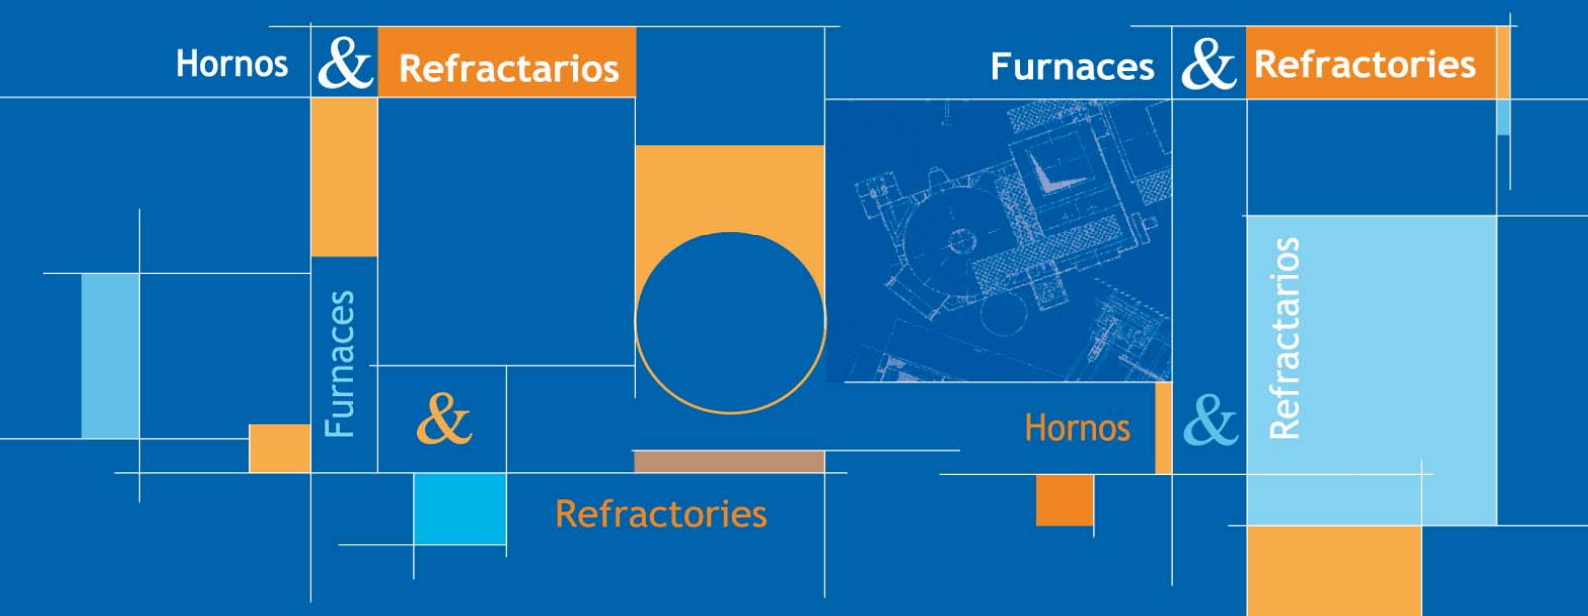 Hornos & Refractarios
Furnaces & Refractories
Furnaces
&
Refractories
Hornos
&
Refractarios